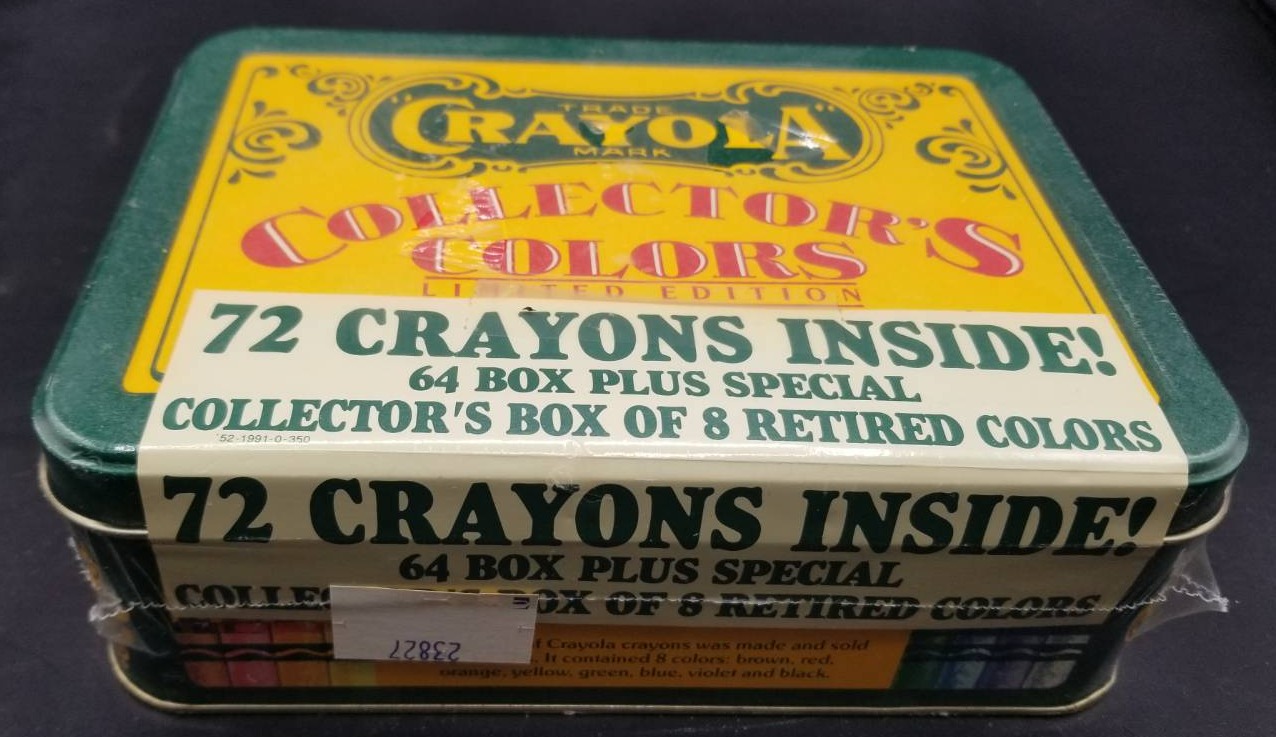 TRADE
"CRAYOLA"
MARK
COLLECTOR'S
COLORS
LIMITED EDITION
72 CRAYONS INSIDE!
64 BOX PLUS SPECIAL
COLLECTOR'S BOX OF 8 RETIRED COLORS
52-1991-0-350
72 CRAYONS INSIDE!
64 BOX PLUS SPECIAL
COLLECTOR'S BOX OF 8 RETIRED COLORS
23827
of Crayola crayons was made and sold
It contained 8 colors: brown, red,
orange, yellow, green, blue, violet and black.